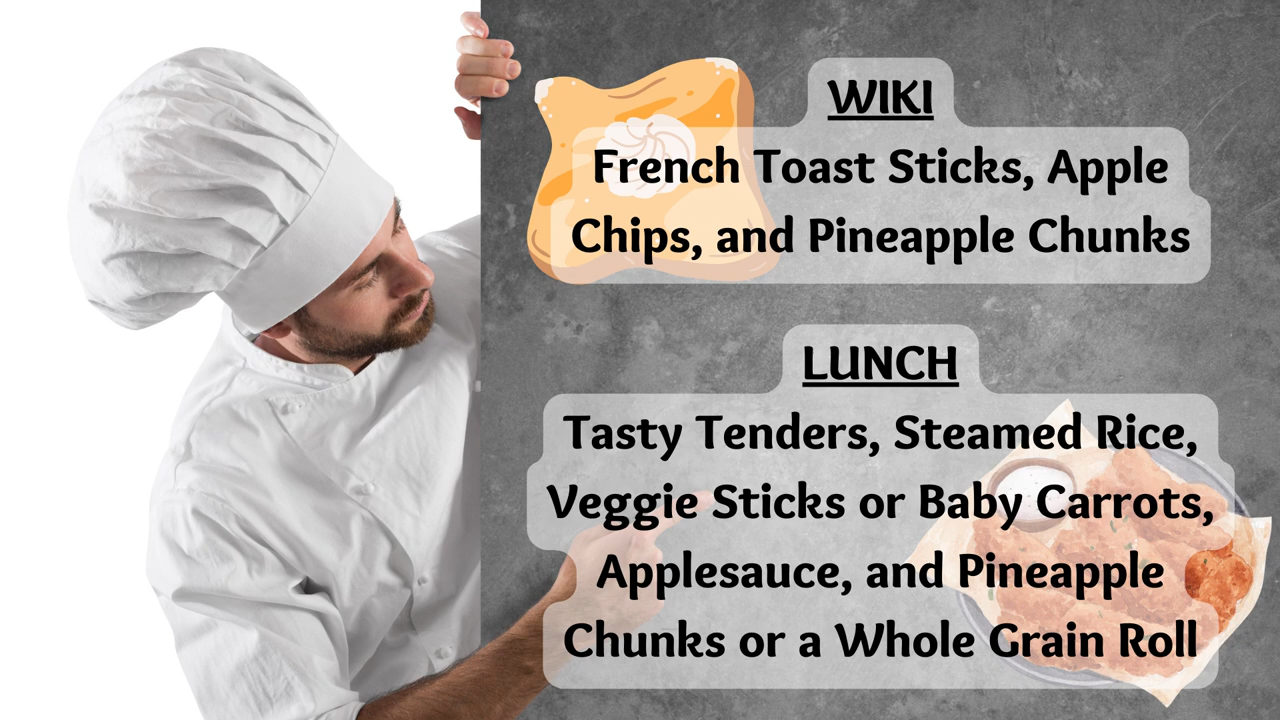 WIKI
French Toast Sticks, Apple
Chips, and Pineapple Chunks
LUNCH
Tasty Tenders, Steamed Rice,
Veggie Sticks or Baby Carrots,
Applesauce, and Pineapple
Chunks or a Whole Grain Roll